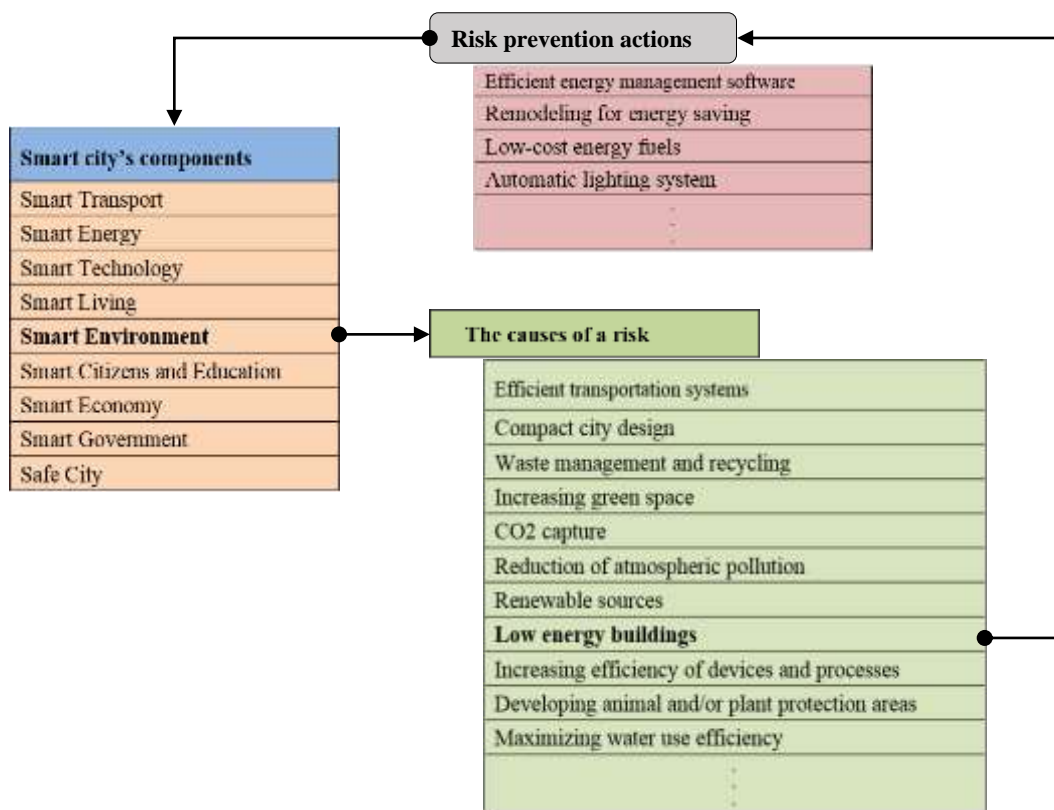 Risk prevention actions
Efficient energy management software
Remodeling for energy saving
Low-cost energy fuels
Automatic lighting system
.
.
.
Smart city's components
Smart Transport
Smart Energy
Smart Technology
Smart Living
Smart Environment
Smart Citizens and Education
Smart Economy
Smart Government
Safe City
The causes of a risk
Efficient transportation systems
Compact city design
Waste management and recycling
Increasing green space
CO2 capture
Reduction of atmospheric pollution
Renewable sources
Low energy buildings
Increasing efficiency of devices and processes
Developing animal and/or plant protection areas
Maximizing water use efficiency
.
.
.